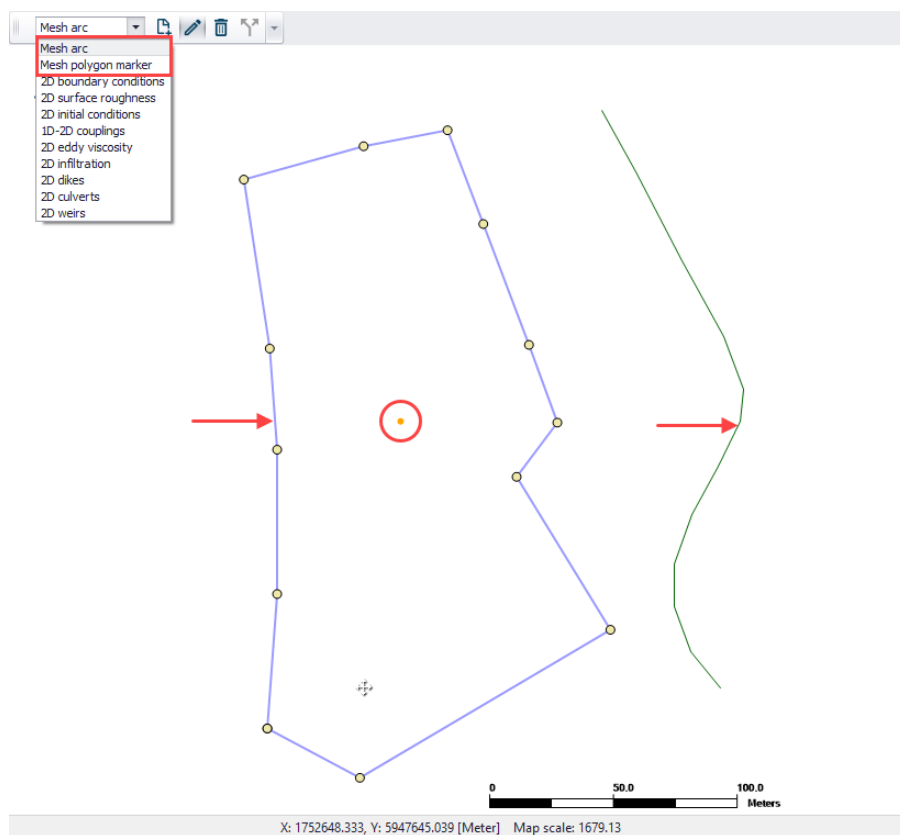 Mesh arc
Mesh arc
Mesh polygon marker
2D boundary conditions
2D surface roughness
2D initial conditions
1D-2D couplings
2D eddy viscosity
2D infiltration
2D dikes
2D culverts
2D weirs
0 50.0 100.0
Meters
X: 1752648.333, Y: 5947645.039 [Meter] Map scale: 1679.13